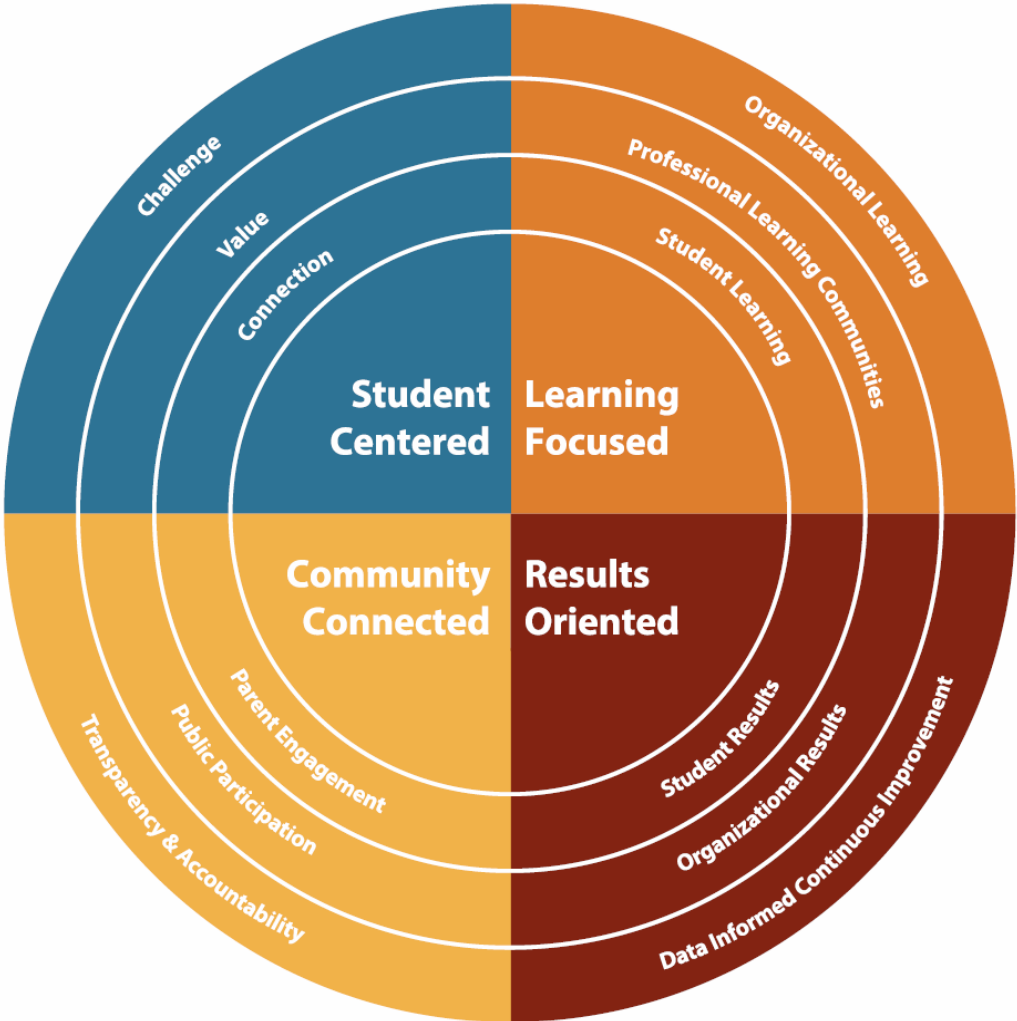 Challenge
Value
Connection
Student
Centered
Organizational Learning
Professional Learning Communities
Student Learning
Learning
Focused
Community
Connected
Parent Engagement
Public Participation
Transparency & Accountability
Results
Oriented
Student Results
Organizational Results
Data Informed Continuous Improvement